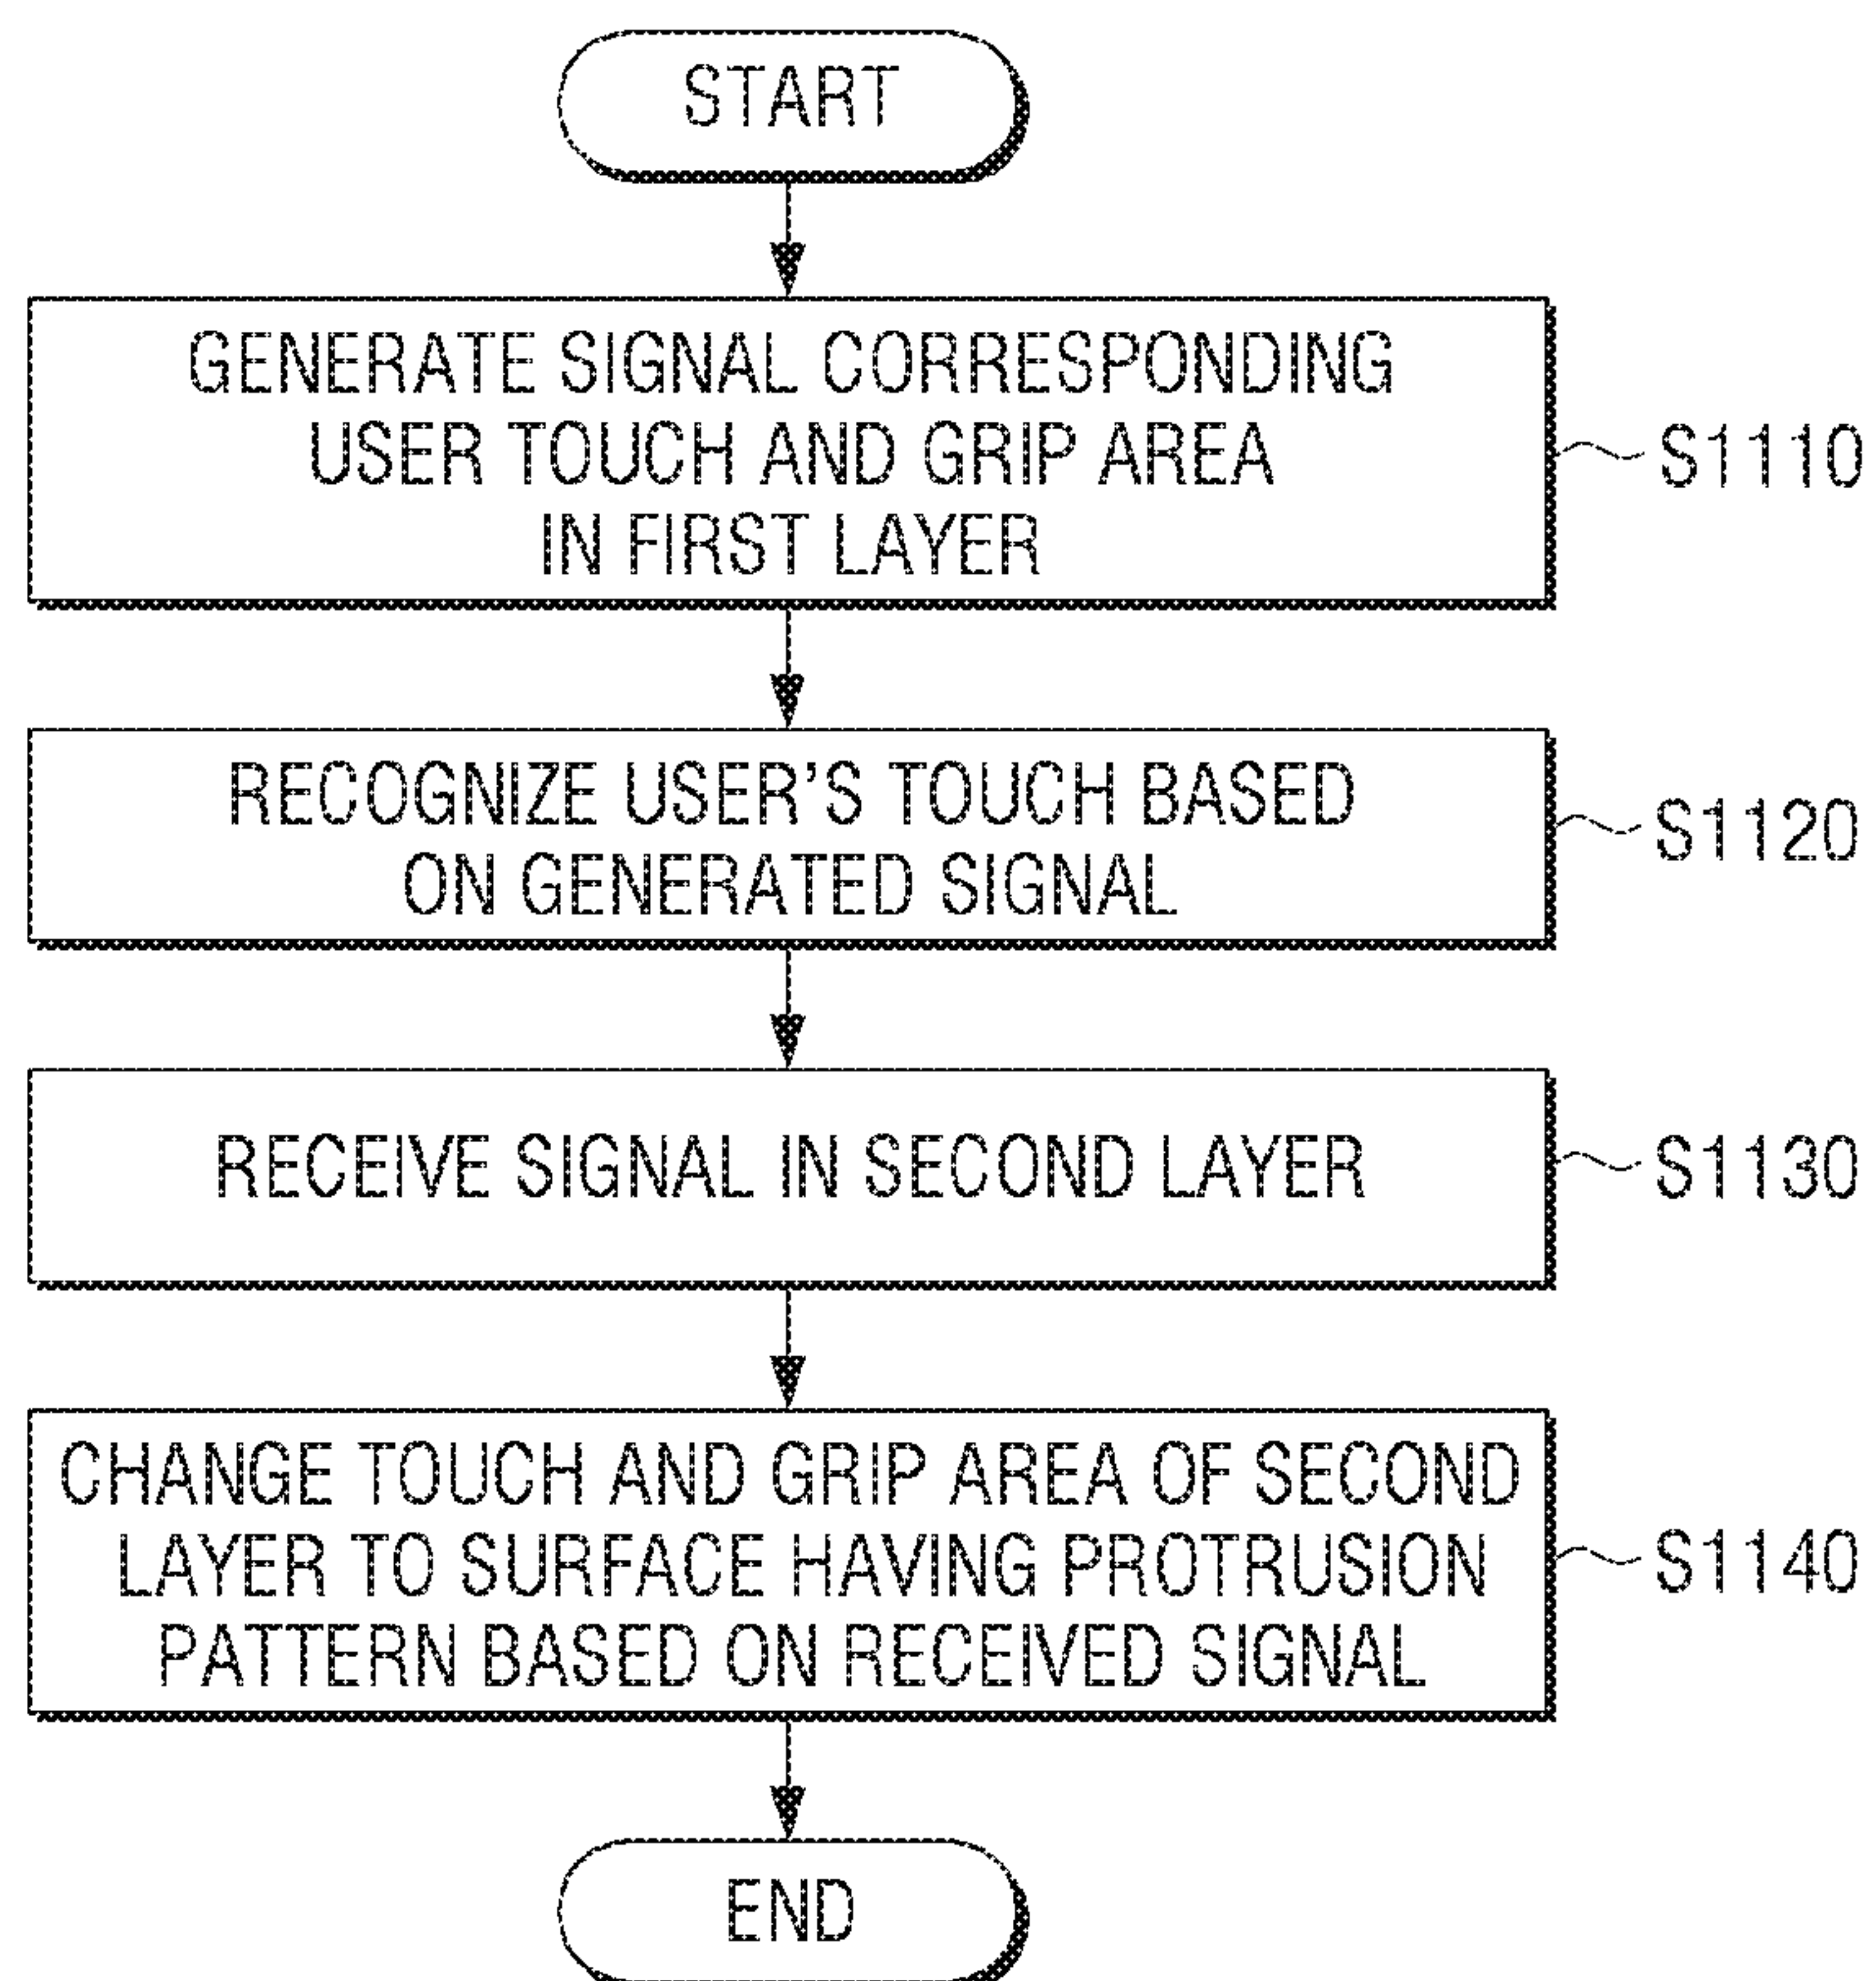 START
GENERATE SIGNAL CORRESPONDING
USER TOUCH AND GRIP AREA
IN FIRST LAYER
S1110
RECOGNIZE USER'S TOUCH BASED
ON GENERATED SIGNAL
S1120
RECEIVE SIGNAL IN SECOND LAYER
S1130
CHANGE TOUCH AND GRIP AREA OF SECOND
LAYER TO SURFACE HAVING PROTRUSION
PATTERN BASED ON RECEIVED SIGNAL
S1140
END